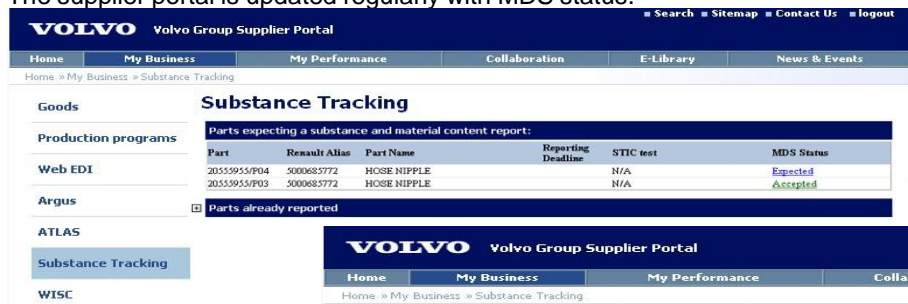 The supplier portal is updated regularly with MDS status.
Search Sitemap Contact Us logout
VOLVO Volvo Group Supplier Portal
Home My Business My Performance Collaboration E-Library News & Events
Home » My Business » Substance Tracking
Goods
Production programs
Web EDI
Argus
ATLAS
Substance Tracking
WISC
Substance Tracking
Parts expecting a substance and material content report:
Part Renault Alias Part Name Reporting Deadline STIC test MDS Status
20555955/P04 5000685772 HOSE NIPPLE N/A Expected
20555955/P03 5000685772 HOSE NIPPLE N/A Accepted
Parts already reported
VOLVO Volvo Group Supplier Portal
Home My Business My Performance
Home » My Business » Substance Tracking